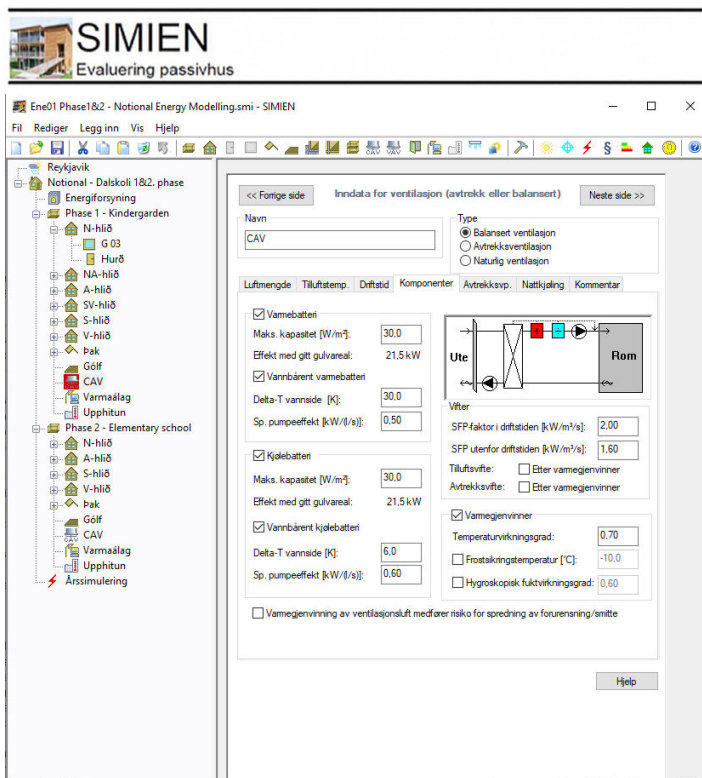 SIMIEN
Evaluering passivhus
Ene01 Phase1&2 - Notional Energy Modelling.smi - SIMIEN
Fil Rediger Legg inn Vis Hjelp
Reykjavik
Notional - Dalskoli 1&2. phase
Energiforsyning
Phase 1 - Kindergarden
N-hlið
G 03
Hurð
NA-hlið
A-hlið
SV-hlið
S-hlið
V-hlið
Þak
Gólf
CAV
Varmaálag
Upphitun
Phase 2 - Elementary school
N-hlið
A-hlið
S-hlið
V-hlið
Þak
Gólf
CAV
Varmaálag
Upphitun
Årssimulering
<< Forrige side
Inndata for ventilasjon (avtrekk eller balansert)
Neste side >>
Navn
CAV
Type
Balansert ventilasjon
Avtrekksventilasjon
Naturlig ventilasjon
Luftmengde Tilluftstemp. Driftstid Komponenter Avtrekksvp. Nattkjøling Kommentar
Varmebatteri
Maks. kapasitet [W/m²]: 30,0
Effekt med gitt gulvareal: 21,5 kW
Vannbårent varmebatteri
Delta-T vannside [K]: 30,0
Sp. pumpeeffekt [kW/(l/s)]: 0,50
Kjølebatteri
Maks. kapasitet [W/m²]: 30,0
Effekt med gitt gulvareal: 21,5 kW
Vannbårent kjølebatteri
Delta-T vannside [K]: 6,0
Sp. pumpeeffekt [kW/(l/s)]: 0,60
Ute
Rom
Vifter
SFP-faktor i driftstiden [kW/m³/s]: 2,00
SFP utenfor driftstiden [kW/m³/s]: 1,60
Tilluftsvifte: Etter varmegjenvinner
Avtrekksvifte: Etter varmegjenvinner
Varmegjenvinner
Temperaturvirkningsgrad: 0,70
Frostsikringstemperatur [°C]: -10,0
Hygroskopisk fuktvirkningsgrad: 0,60
Varmegjenvinning av ventilasjonsluft medfører risiko for spredning av forurensning/smitte
Hjelp